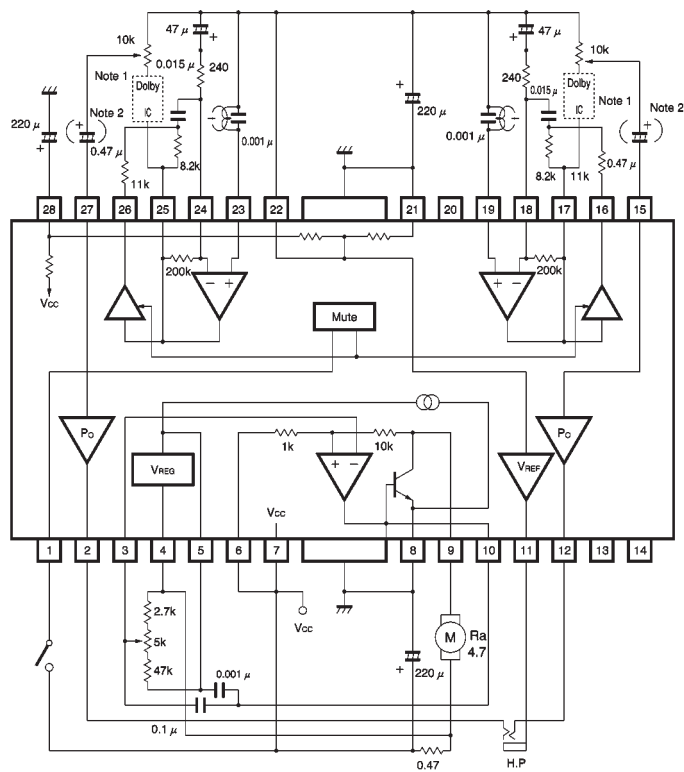 47 μ
+
10k
0.015 μ
240
Note 1
Dolby
IC
220 μ
+
Note 2
+
0.47 μ
8.2k
11k
0.001 μ
+
220 μ
47 μ
+
10k
240
0.015 μ
Dolby
IC
Note 1
Note 2
0.001 μ
8.2k
11k
0.47 μ
+
28
27
26
25
24
23
22
21
20
19
18
17
16
15
200k
− +
VCC
+ −
200k
Mute
PO
VREG
1k
10k
+ −
VREF
PO
VCC
1
2
3
4
5
6
7
8
9
10
11
12
13
14
2.7k
5k
47k
VCC
0.001 μ
0.1 μ
+
220 μ
M
Ra
4.7
0.47
H.P